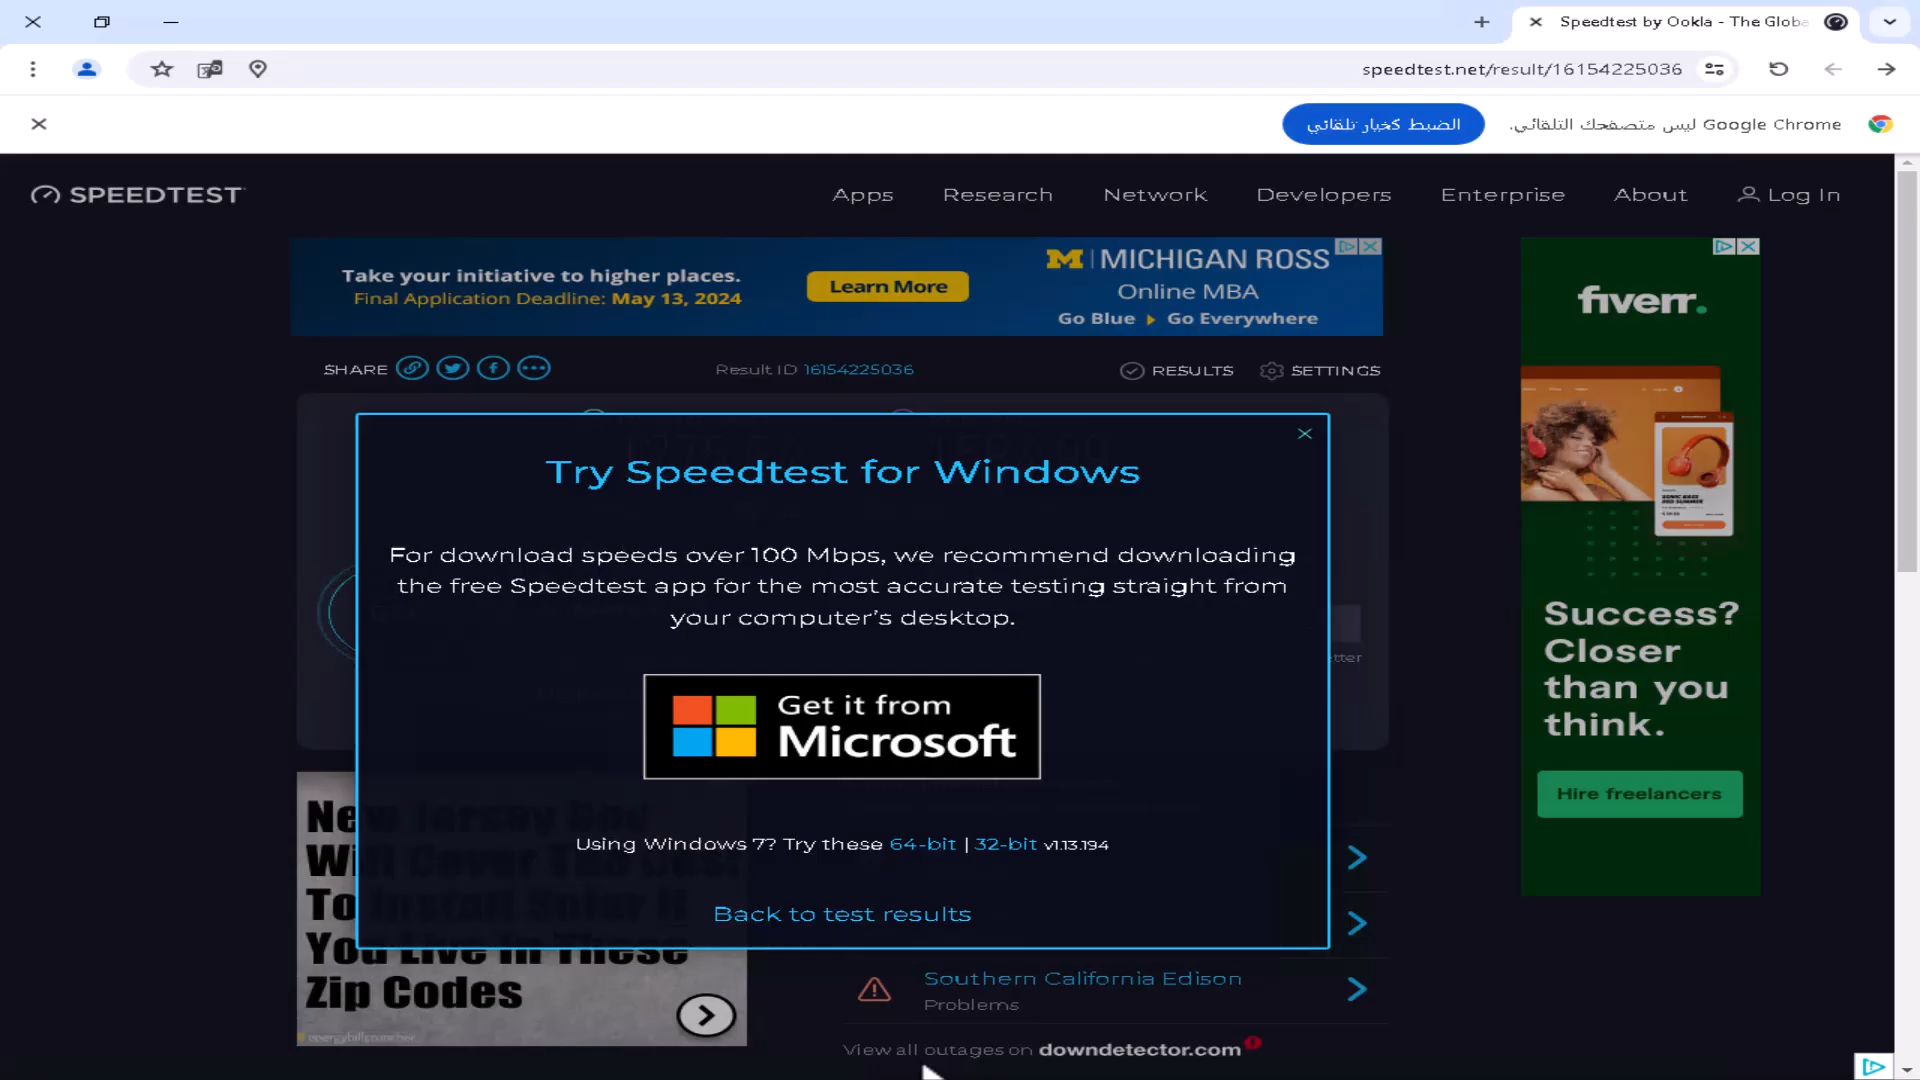 Speedtest by Ookla - The Globa
speedtest.net/result/16154225036
Google Chrome ليس متصفحك التلقائي.
الضبط كخيار تلقائي
SPEEDTEST
Apps
Research
Network
Developers
Enterprise
About
Log In
Take your initiative to higher places.
Final Application Deadline: May 13, 2024
Learn More
M | MICHIGAN ROSS
Online MBA
Go Blue Go Everywhere
fiverr.
SHARE
Result ID 16154225036
RESULTS
SETTINGS
Try Speedtest for Windows
For download speeds over 100 Mbps, we recommend downloading
the free Speedtest app for the most accurate testing straight from
your computer's desktop.
Get it from
Microsoft
Using Windows 7? Try these 64-bit | 32-bit v1.13.194
Back to test results
Success?
Closer
than you
think.
Hire freelancers
New Jersey Gov
Will Cover The Cost
To Install Solar If
You Live In These
Zip Codes
Southern California Edison
Problems
View all outages on downdetector.com